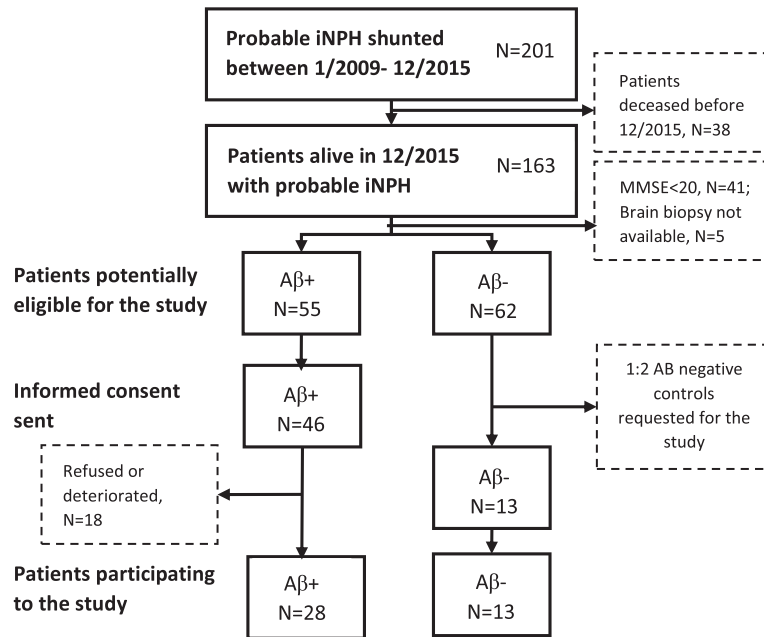 Probable iNPH shunted
between 1/2009- 12/2015
N=201
Patients
deceased before
12/2015, N=38
Patients alive in 12/2015
with probable iNPH
N=163
MMSE<20, N=41;
Brain biopsy not
available, N=5
Patients potentially
eligible for the study
Aβ+
N=55
Aβ-
N=62
1:2 AB negative
controls
requested for the
study
Informed consent
sent
Aβ+
N=46
Refused or
deteriorated,
N=18
Aβ-
N=13
Patients participating
to the study
Aβ+
N=28
Aβ-
N=13